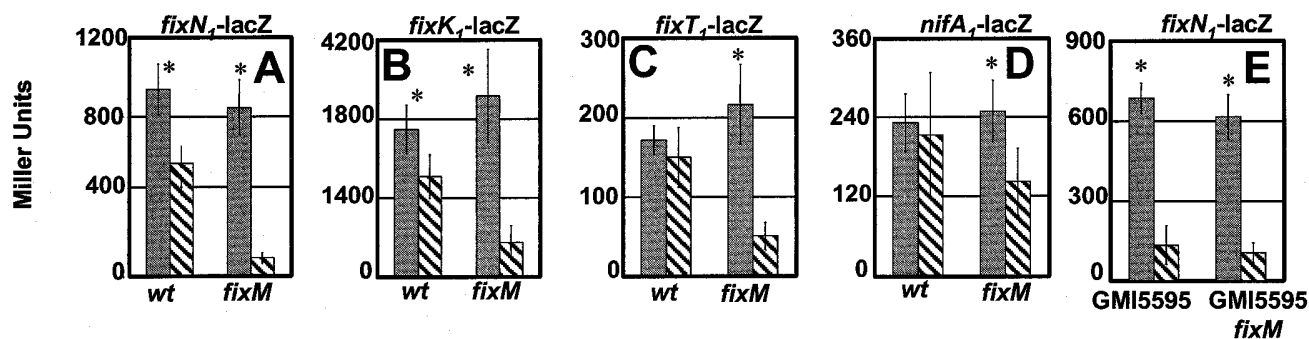 fixN₁-lacZ
fixK₁-lacZ
fixT₁-lacZ
nifA₁-lacZ
fixN₁-lacZ
Miller Units
1200
800
400
0
* * A
wt fixM
4200
1800
1400
0
B * *
wt fixM
300
200
100
0
C *
wt fixM
360
240
120
0
* D
wt fixM
900
600
300
0
* * E
GMI5595 GMI5595
fixM